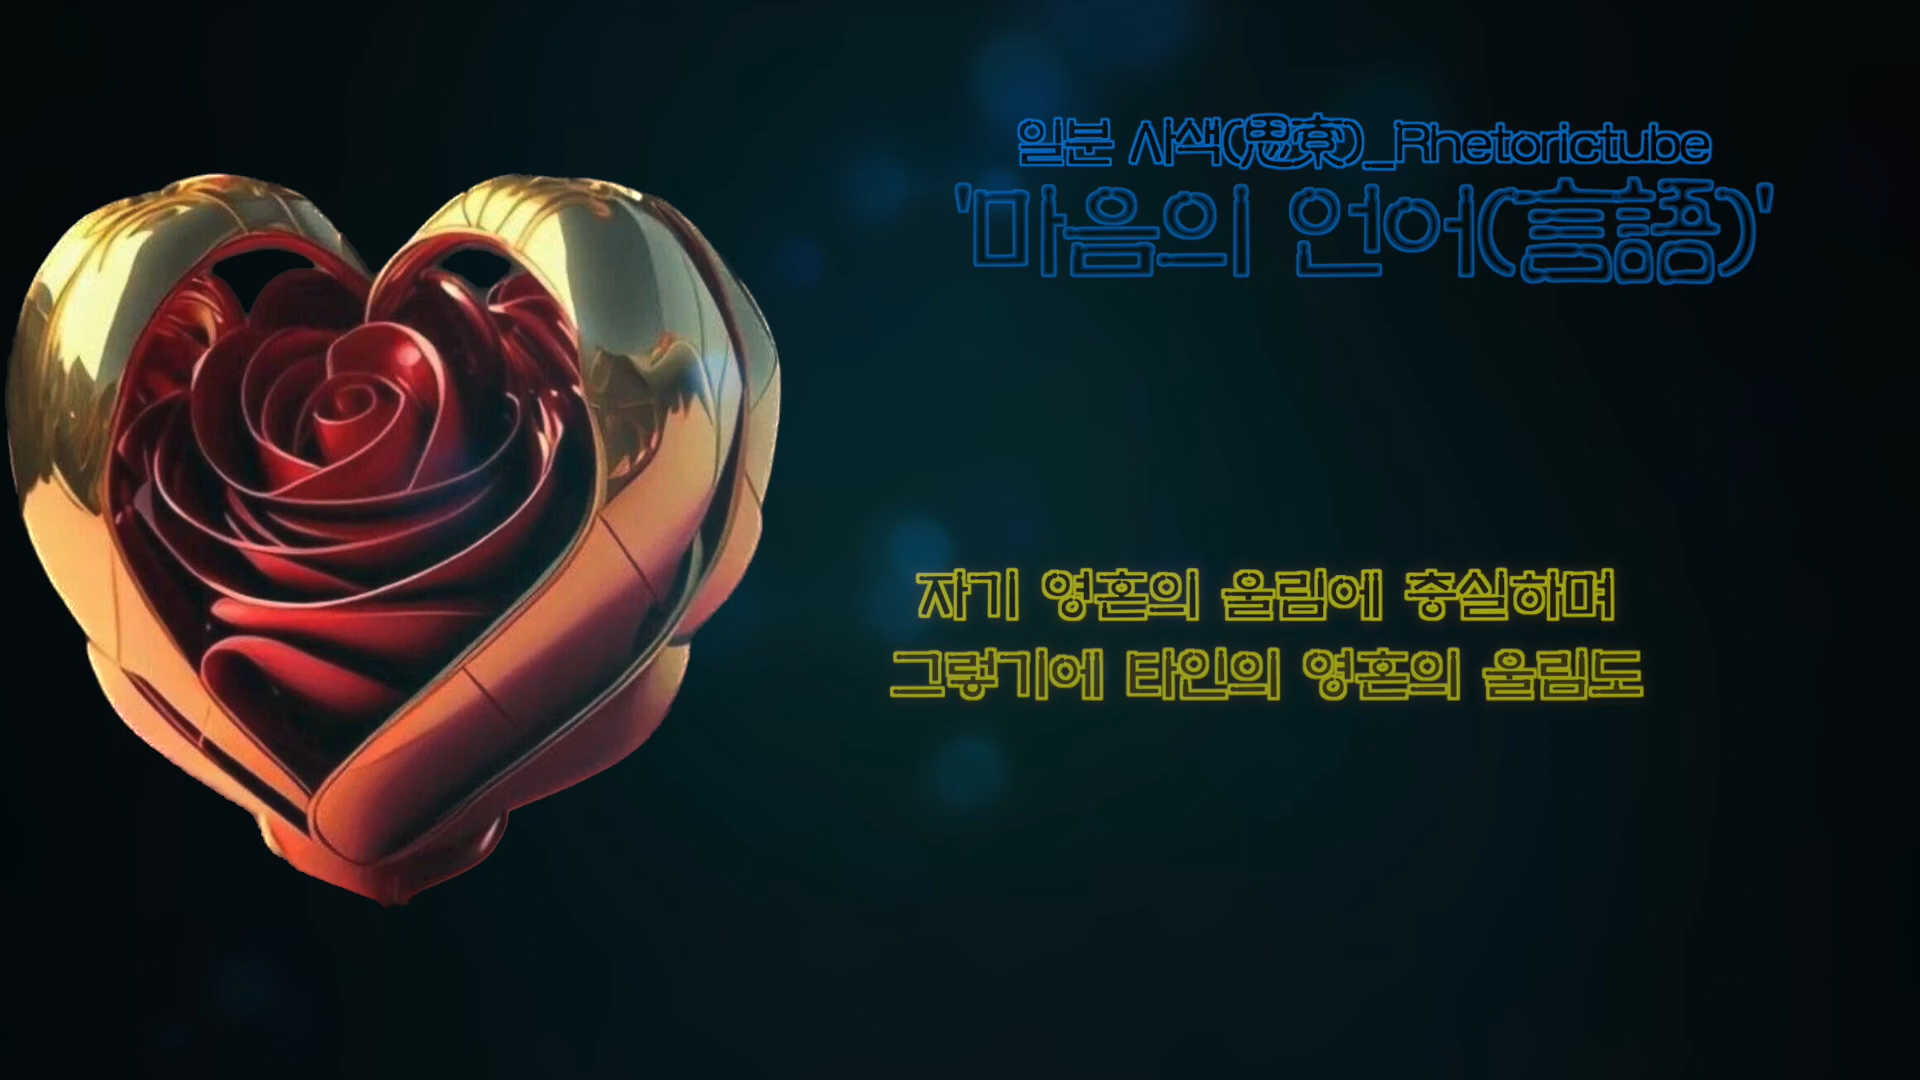 일분 사색(思索)_Rhetorictube
'마음의 언어(言語)'
자기 영혼의 울림에 충실하며
그렇기에 타인의 영혼의 울림도